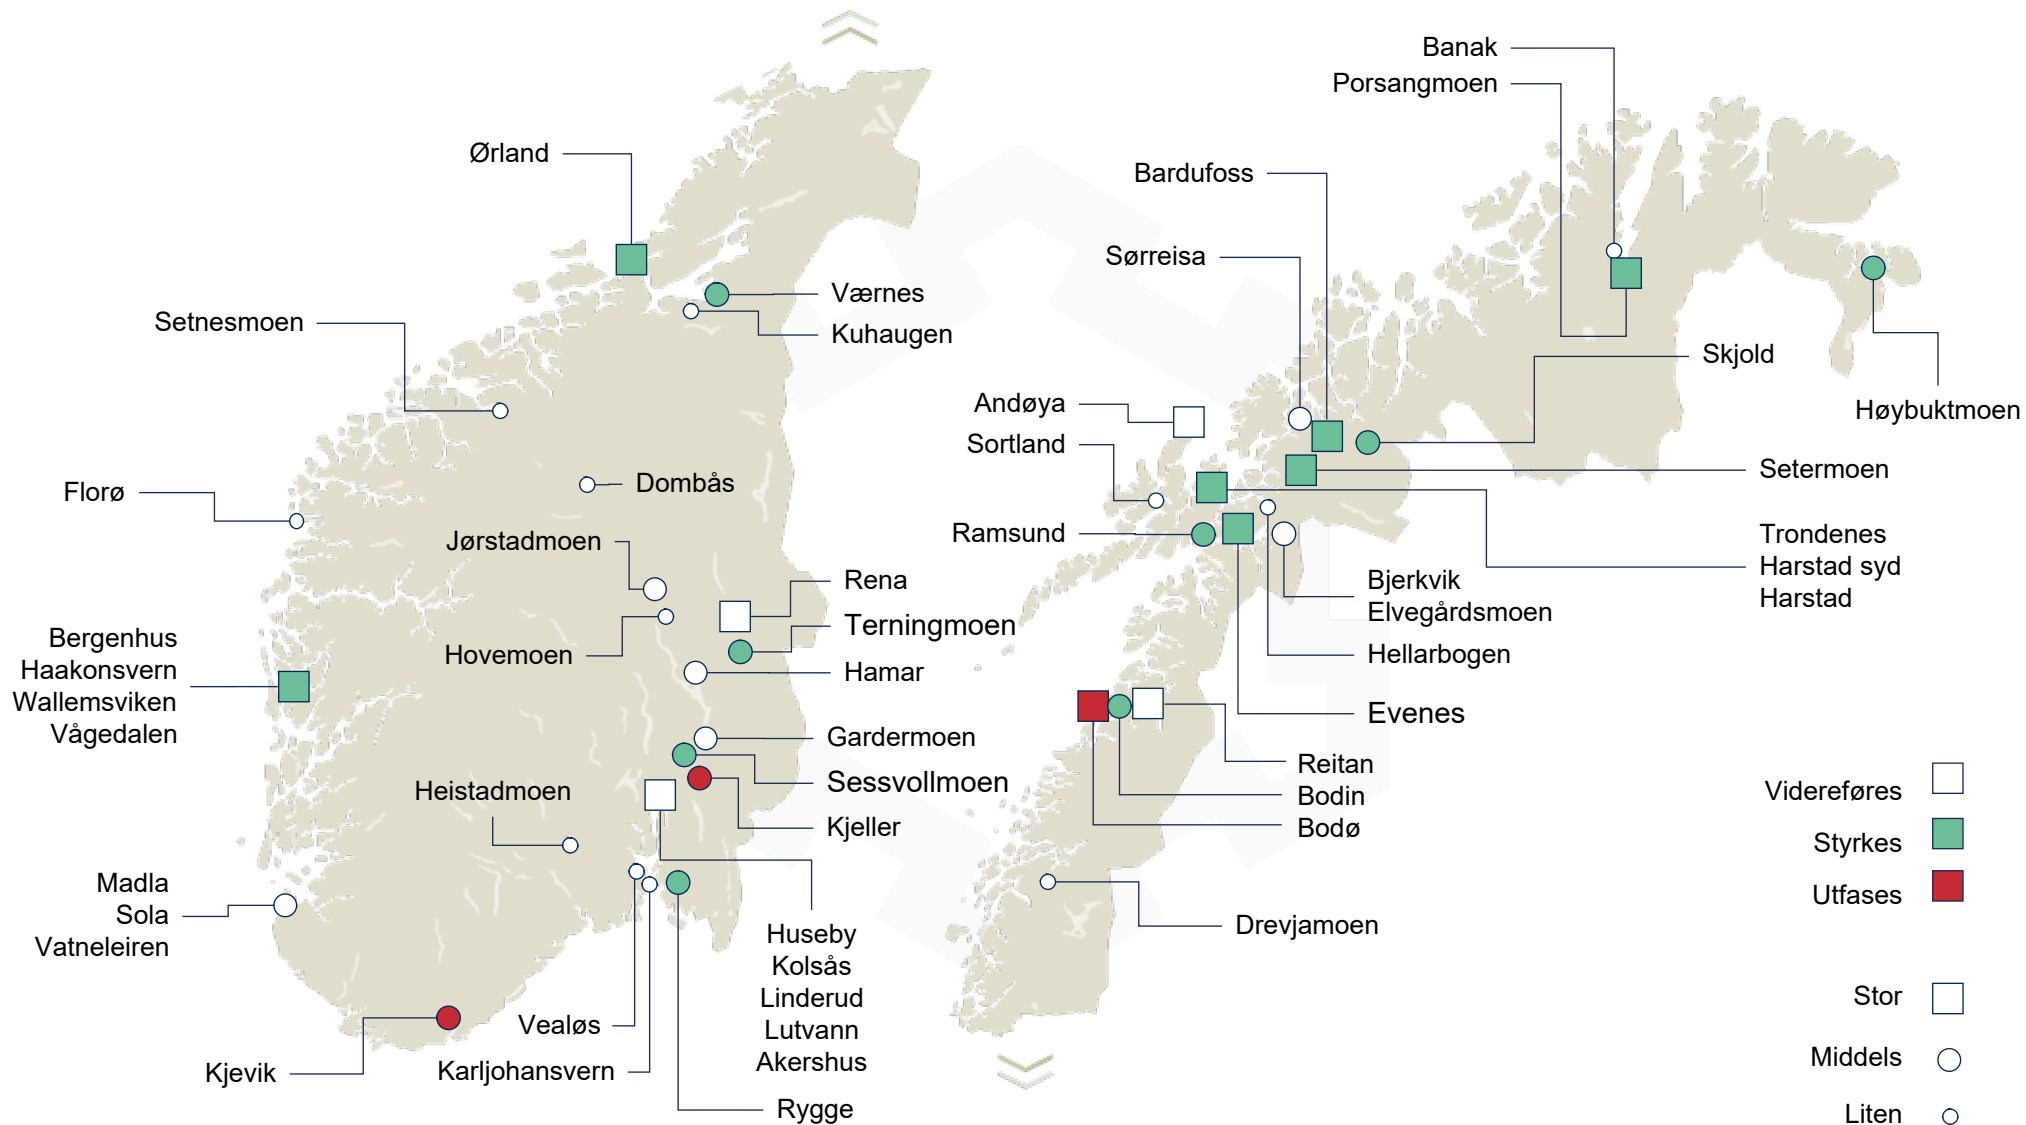 Ørland
Værnes
Kuhaugen
Setnesmoen
Dombås
Florø
Jørstadmoen
Rena
Terningmoen
Hovemoen
Hamar
Bergenhus
Haakonsvern
Wallemsviken
Vågedalen
Gardermoen
Sessvollmoen
Heistadmoen
Kjeller
Madla
Sola
Vatneleiren
Huseby
Kolsås
Linderud
Lutvann
Akershus
Vealøs
Kjevik
Karljohansvern
Rygge
Banak
Porsangmoen
Bardufoss
Sørreisa
Skjold
Høybuktmoen
Andøya
Sortland
Setermoen
Ramsund
Trondenes
Harstad syd
Harstad
Bjerkvik
Elvegårdsmoen
Hellarbogen
Evenes
Reitan
Bodin
Bodø
Drevjamoen
Videreføres
Styrkes
Utfases
Stor
Middels
Liten